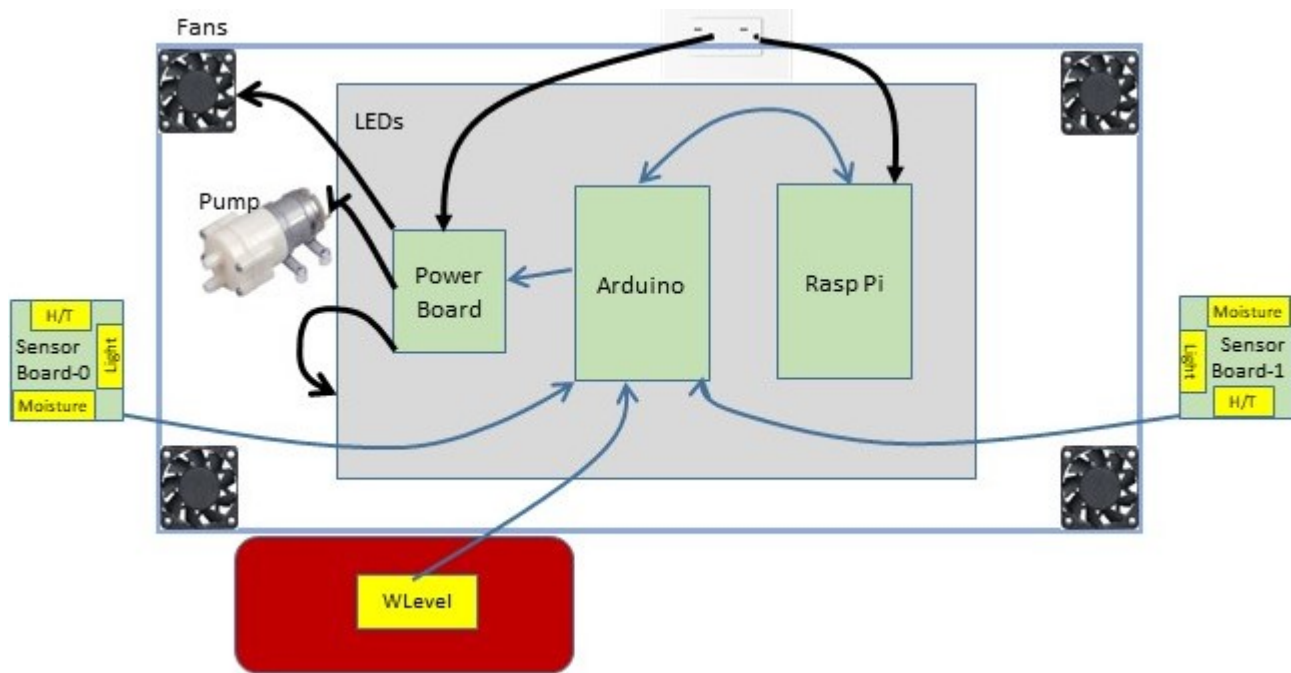 Fans
LEDs
Pump
Power
Board
Arduino
Rasp Pi
H/T
Sensor
Board-0
Light
Moisture
Moisture
Light
Sensor
Board-1
H/T
WLevel